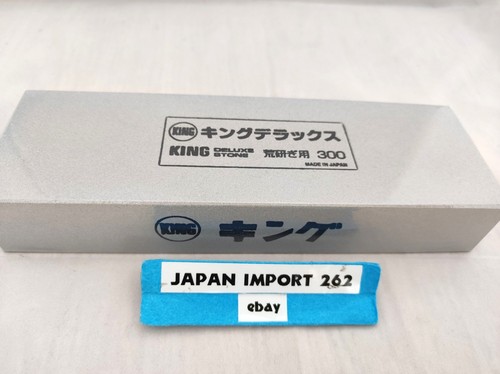 KING キングデラックス
KING DELUXE STONE 荒研ぎ用 300
MADE IN JAPAN
KING キング
JAPAN IMPORT 262
ebay